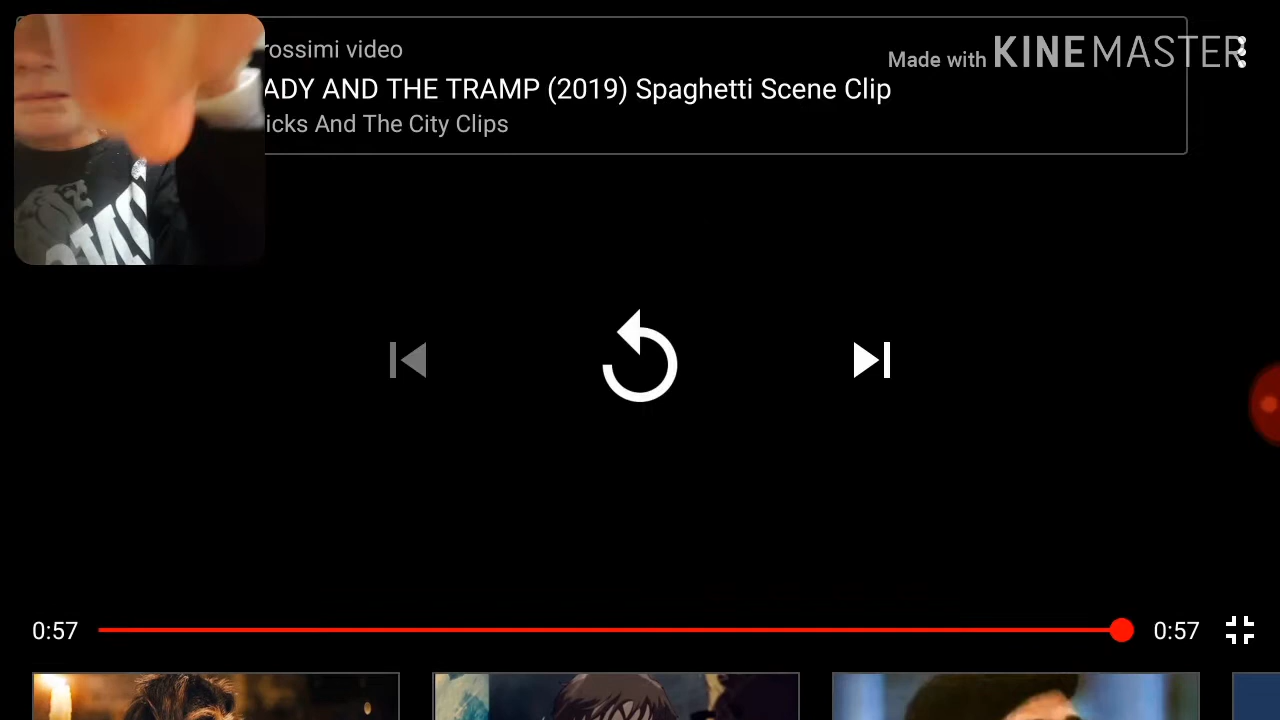 rossimi video
Made with KINEMASTER
ADY AND THE TRAMP (2019) Spaghetti Scene Clip
icks And The City Clips
0:57
0:57